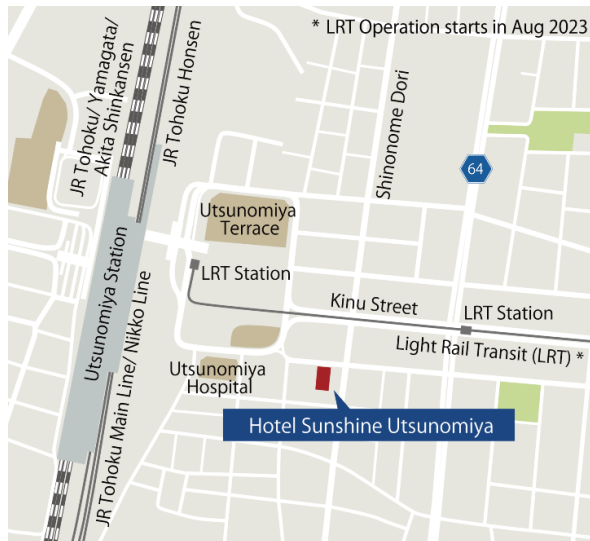 * LRT Operation starts in Aug 2023
JR Tohoku/ Yamagata/
Akita Shinkansen
JR Tohoku Honsen
Shinonome Dori
64
Utsunomiya
Terrace
Utsunomiya Station
LRT Station
Kinu Street
LRT Station
Light Rail Transit (LRT) *
Utsunomiya
Hospital
JR Tohoku Main Line/ Nikko Line
Hotel Sunshine Utsunomiya